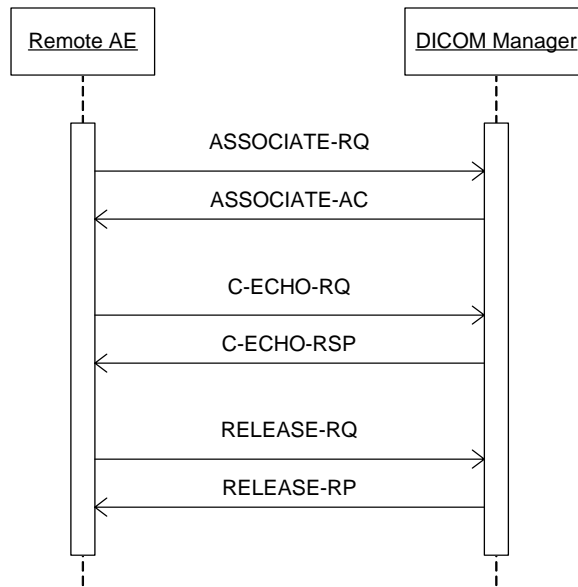 Remote AE
DICOM Manager
ASSOCIATE-RQ
ASSOCIATE-AC
C-ECHO-RQ
C-ECHO-RSP
RELEASE-RQ
RELEASE-RP